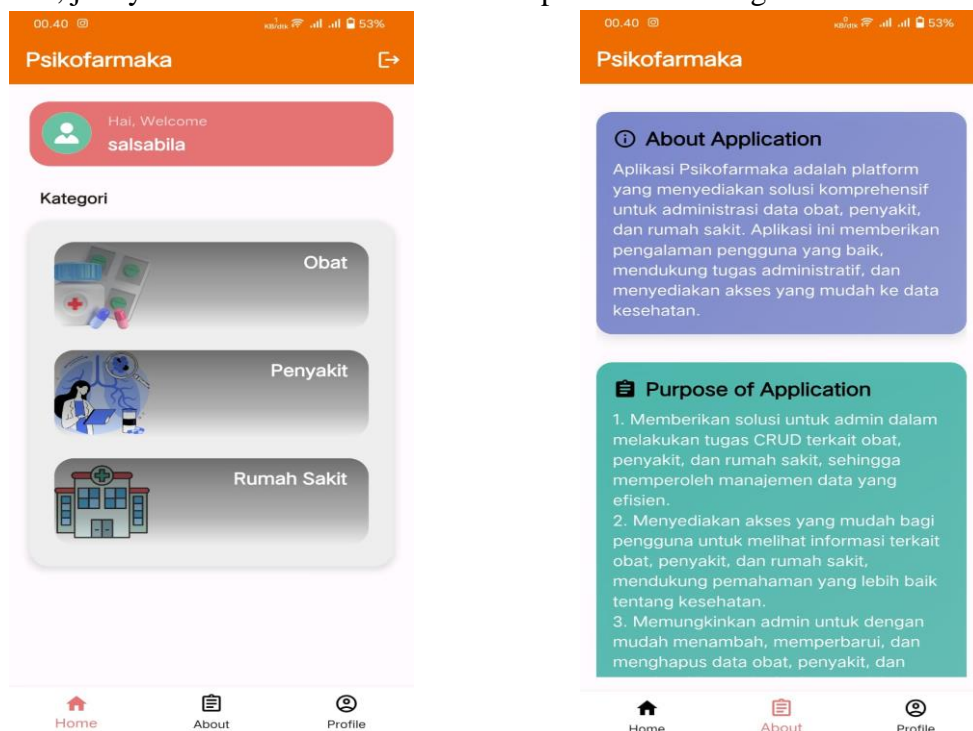 00.40 53%
Psikofarmaka
Hai, Welcome
salsabila
Kategori
Obat
Penyakit
Rumah Sakit
Home About Profile
00.40 53%
Psikofarmaka
About Application
Aplikasi Psikofarmaka adalah platform
yang menyediakan solusi komprehensif
untuk administrasi data obat, penyakit,
dan rumah sakit. Aplikasi ini memberikan
pengalaman pengguna yang baik,
mendukung tugas administratif, dan
menyediakan akses yang mudah ke data
kesehatan.
Purpose of Application
1. Memberikan solusi untuk admin dalam
melakukan tugas CRUD terkait obat,
penyakit, dan rumah sakit, sehingga
memperoleh manajemen data yang
efisien.
2. Menyediakan akses yang mudah bagi
pengguna untuk melihat informasi terkait
obat, penyakit, dan rumah sakit,
mendukung pemahaman yang lebih baik
tentang kesehatan.
3. Memungkinkan admin untuk dengan
mudah menambah, memperbarui, dan
menghapus data obat, penyakit, dan
Home About Profile